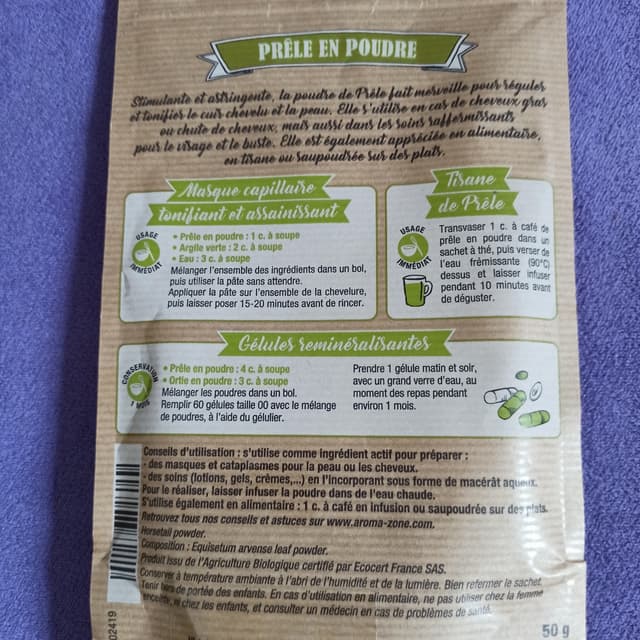 PRÊLE EN POUDRE
Stimulante et astringente, la poudre de Prêle fait merveille pour réguler
et tonifier le cuir chevelu et la peau. Elle s'utilise en cas de cheveux gras
ou chute de cheveux, mais aussi dans les soins raffermissants
pour le visage et le buste. Elle est également appréciée en alimentaire,
en tisane ou saupoudrée sur des plats.
Masque capillaire
tonifiant et assainissant
USAGE
IMMÉDIAT
• Prêle en poudre : 1 c. à soupe
• Argile verte : 2 c. à soupe
• Eau : 3 c. à soupe
Mélanger l'ensemble des ingrédients dans un bol,
puis utiliser la pâte sans attendre.
Appliquer la pâte sur l'ensemble de la chevelure,
puis laisser poser 15-20 minutes avant de rincer.
Tisane
de Prêle
USAGE
IMMÉDIAT
Transvaser 1 c. à café de
prêle en poudre dans un
sachet à thé, puis verser de
l'eau frémissante (90°C)
dessus et laisser infuser
pendant 10 minutes avant
de déguster.
Gélules reminéralisantes
CONSERVATION
1 MOIS
• Prêle en poudre : 4 c. à soupe
• Ortie en poudre : 3 c. à soupe
Mélanger les poudres dans un bol.
Remplir 60 gélules taille 00 avec le mélange
de poudres, à l'aide du gélulier.
Prendre 1 gélule matin et soir,
avec un grand verre d'eau, au
moment des repas pendant
environ 1 mois.
Conseils d'utilisation : s'utilise comme ingrédient actif pour préparer :
- des masques et cataplasmes pour la peau ou les cheveux.
- des soins (lotions, gels, crèmes,...) en l'incorporant sous forme de macérât aqueux.
Pour le réaliser, laisser infuser la poudre dans de l'eau chaude.
S'utilise également en alimentaire : 1 c. à café en infusion ou saupoudrée sur des plats.
Retrouvez tous nos conseils et astuces sur www.aroma-zone.com.
Horsetail powder.
Composition : Equisetum arvense leaf powder.
Produit issu de l'Agriculture Biologique certifié par Ecocert France SAS.
Conserver à température ambiante à l'abri de l'humidité et de la lumière. Bien refermer le sachet.
Tenir hors de portée des enfants. En cas d'utilisation en alimentaire, ne pas utiliser chez la femme
enceinte, ni chez les enfants, et consulter un médecin en cas de problèmes de santé.
02419
50 g